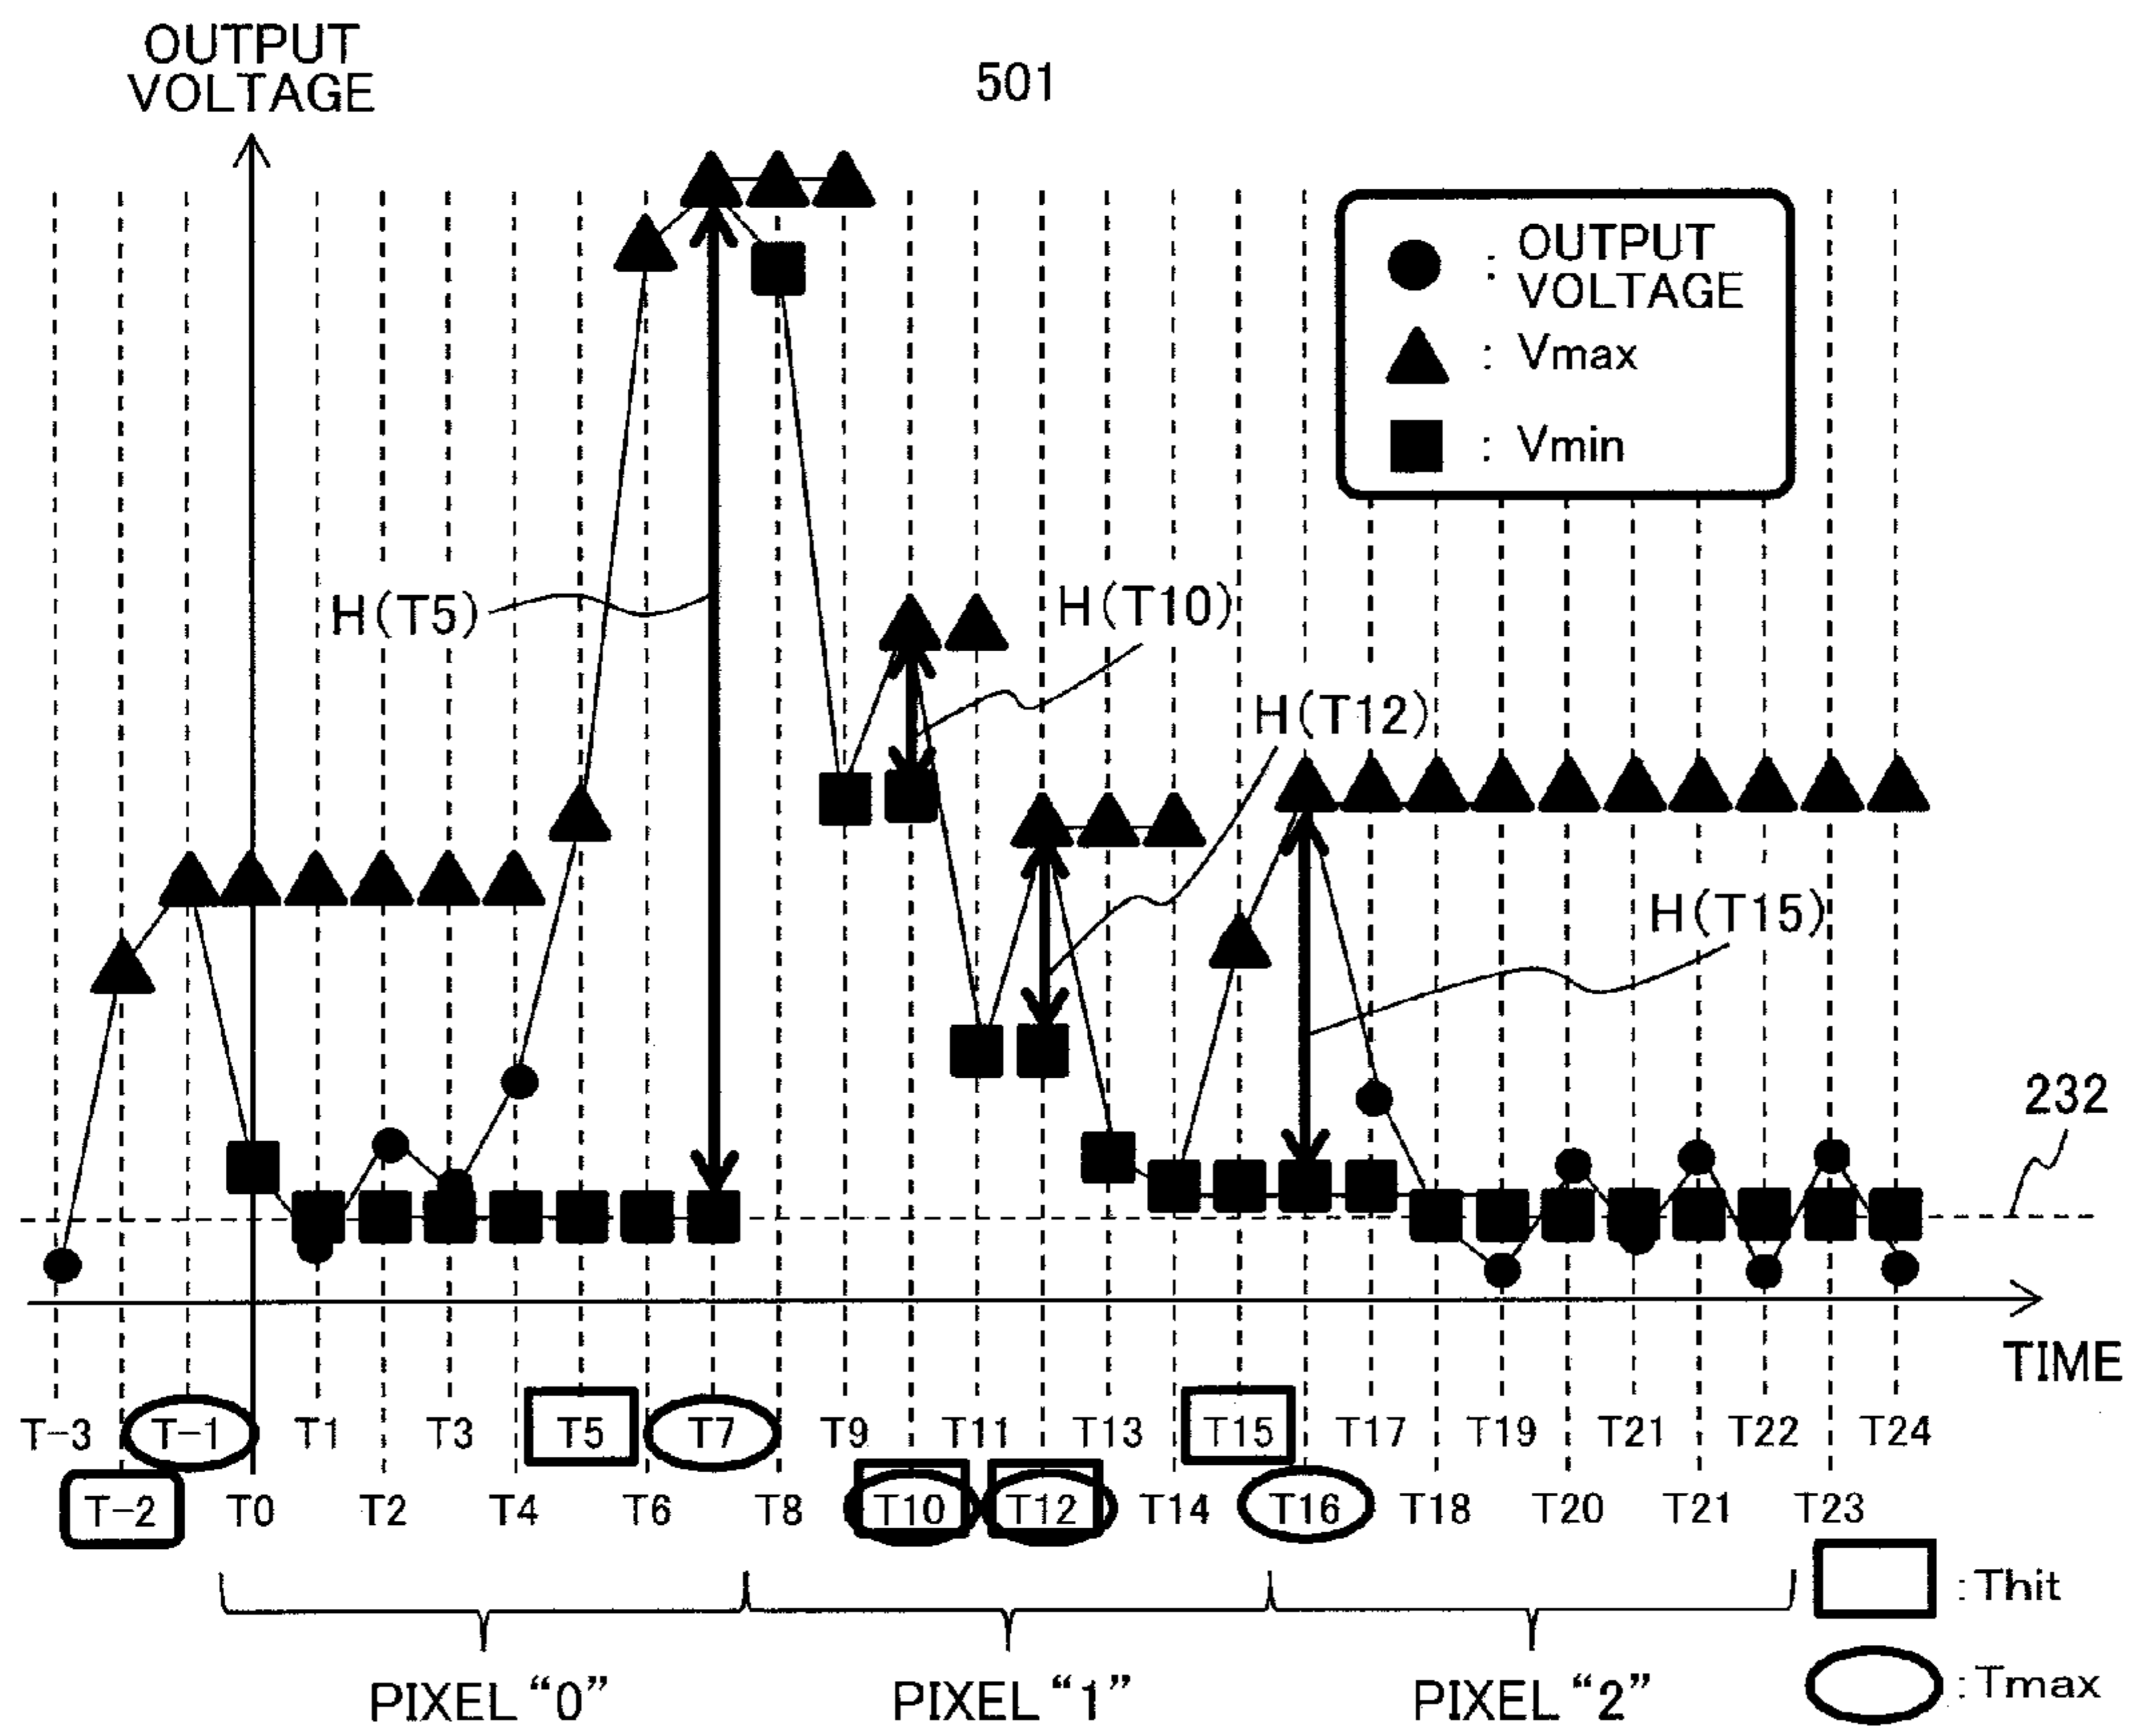 OUTPUT
VOLTAGE
501
● : OUTPUT
VOLTAGE
▲ : Vmax
■ : Vmin
H(T5)
H(T10)
H(T12)
H(T15)
232
TIME
T-3 T-1 T1 T3 T5 T7 T9 T11 T13 T15 T17 T19 T21 T22 T24
T-2 T0 T2 T4 T6 T8 T10 T12 T14 T16 T18 T20 T21 T23
: Thit
: Tmax
PIXEL “0” PIXEL “1” PIXEL “2”